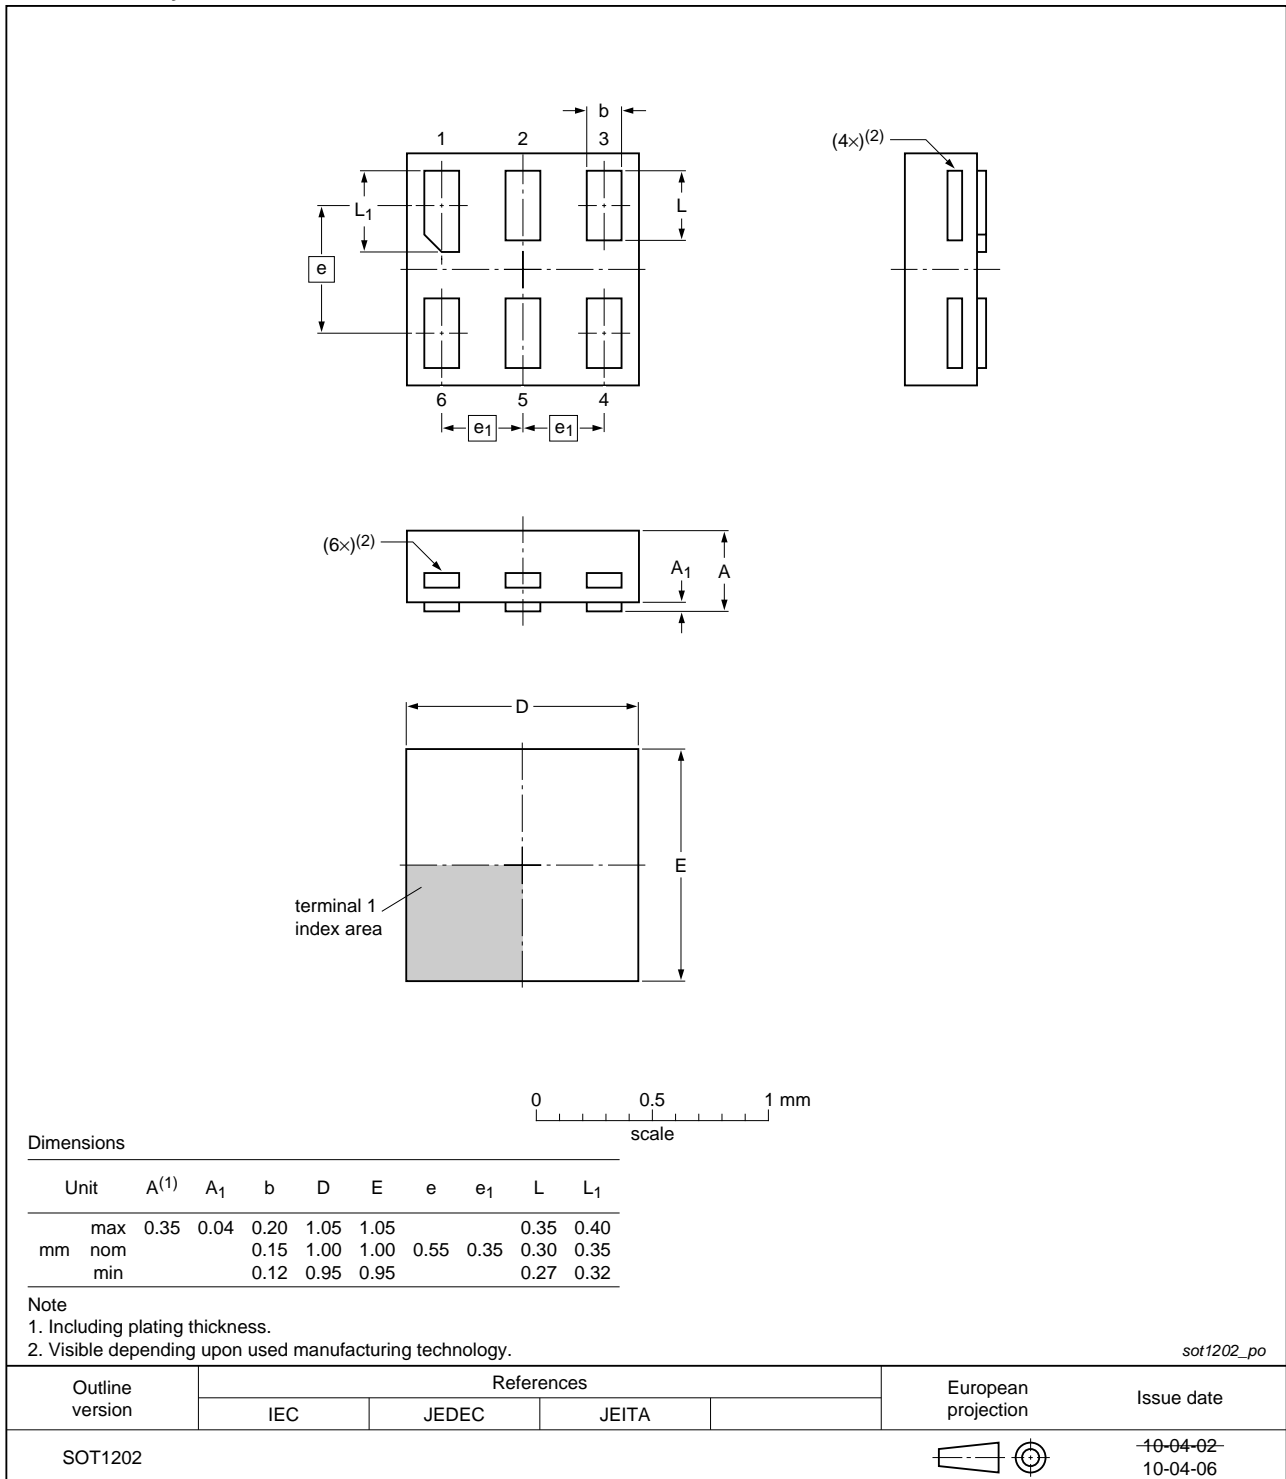 b
1 2 3
(4×)(2)
L1
L
e
6 5 4
e1 e1
(6×)(2)
A1 A
D
E
terminal 1
index area
0 0.5 1 mm
scale
Dimensions
Unit A(1) A1 b D E e e1 L L1
max 0.35 0.04 0.20 1.05 1.05 0.35 0.40
mm nom 0.15 1.00 1.00 0.55 0.35 0.30 0.35
min 0.12 0.95 0.95 0.27 0.32
Note
1. Including plating thickness.
2. Visible depending upon used manufacturing technology.
sot1202_po
Outline
version
References
IEC JEDEC JEITA
European
projection
Issue date
SOT1202
10-04-02
10-04-06